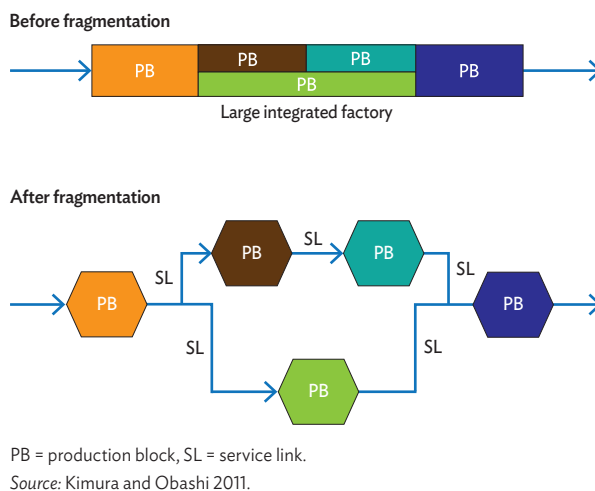 Before fragmentation
PB
PB
PB
PB
PB
Large integrated factory
After fragmentation
PB
SL
PB
SL
PB
SL
PB
SL
PB
SL
PB = production block, SL = service link.
Source: Kimura and Obashi 2011.